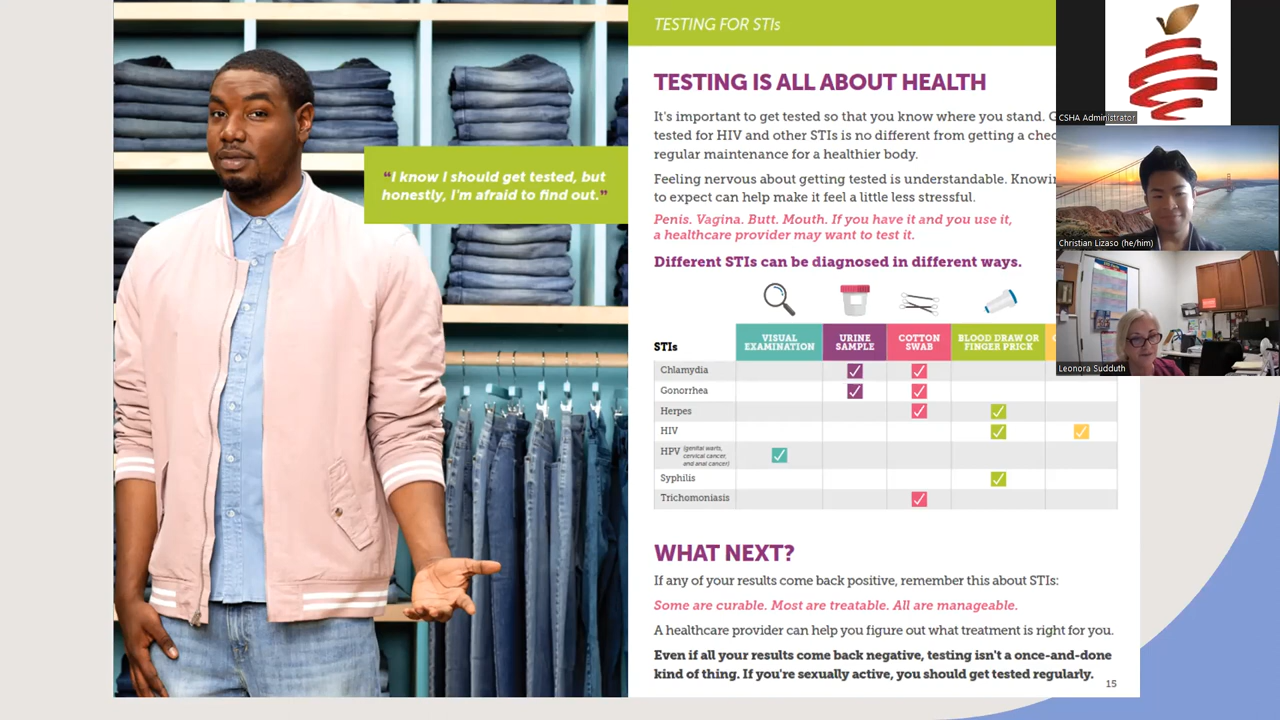 "I know I should get tested, but
honestly, I'm afraid to find out."
TESTING FOR STIs
TESTING IS ALL ABOUT HEALTH
It's important to get tested so that you know where you stand.
tested for HIV and other STIs is no different from getting a
regular maintenance for a healthier body.
Feeling nervous about getting tested is understandable.
to expect can help make it feel a little less stressful.
Penis. Vagina. Butt. Mouth. If you have it and you use it,
a healthcare provider may want to test it.
Different STIs can be diagnosed in different ways.
STIs
VISUAL
EXAMINATION
URINE
SAMPLE
COTTON
SWAB
BLOOD DRAW OR
FINGER PRICK
Chlamydia
Gonorrhea
Herpes
HIV
HPV (genital warts,
cervical cancer,
and anal cancer)
Syphilis
Trichomoniasis
WHAT NEXT?
If any of your results come back positive, remember this about STIs:
Some are curable. Most are treatable. All are manageable.
A healthcare provider can help you figure out what treatment is right for you.
Even if all your results come back negative, testing isn't a once-and-done
kind of thing. If you're sexually active, you should get tested regularly.
15
CSHA Administrator
Christian Lizaso (he/him)
Leonora Sudduth